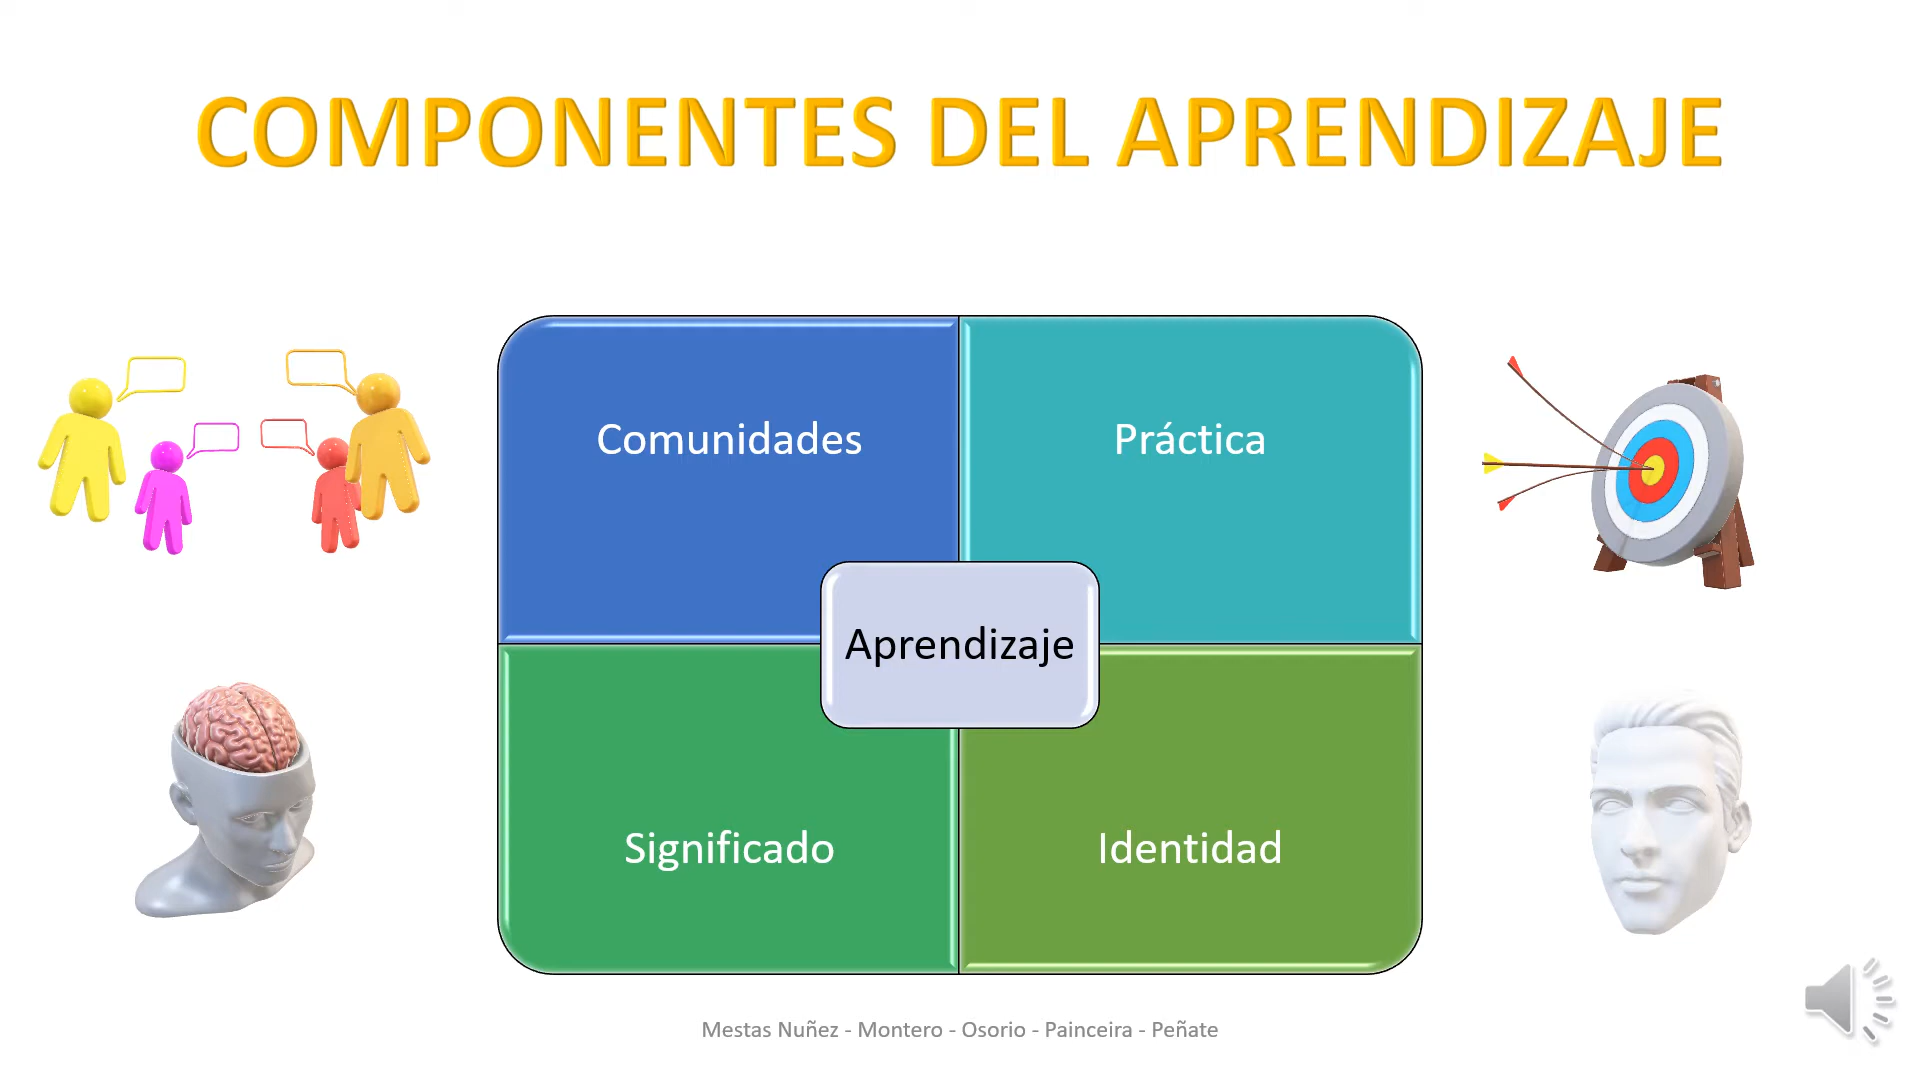 COMPONENTES DEL APRENDIZAJE
Comunidades
Práctica
Aprendizaje
Significado
Identidad
Mestas Nuñez - Montero - Osorio - Painceira - Peñate